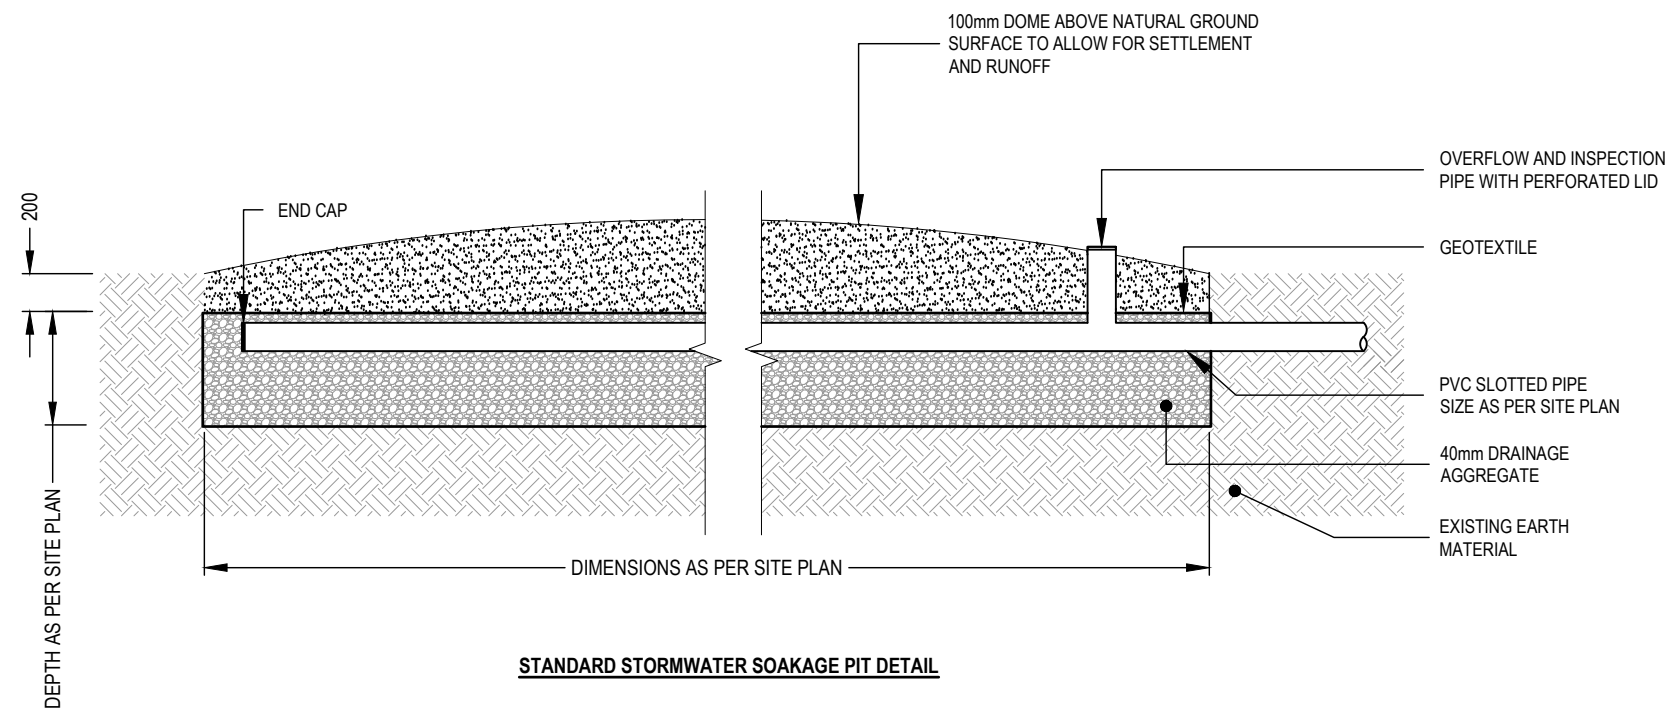 100mm DOME ABOVE NATURAL GROUND
SURFACE TO ALLOW FOR SETTLEMENT
AND RUNOFF
OVERFLOW AND INSPECTION
PIPE WITH PERFORATED LID
200
END CAP
GEOTEXTILE
PVC SLOTTED PIPE
SIZE AS PER SITE PLAN
40mm DRAINAGE
AGGREGATE
EXISTING EARTH
MATERIAL
DEPTH AS PER SITE PLAN
DIMENSIONS AS PER SITE PLAN
STANDARD STORMWATER SOAKAGE PIT DETAIL